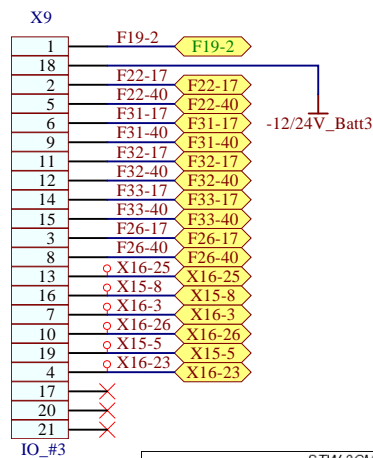 X9
1 F19-2 F19-2
18
2 F22-17 F22-17
5 F22-40 F22-40
6 F31-17 F31-17
-12/24V_Batt3
9 F31-40 F31-40
11 F32-17 F32-17
12 F32-40 F32-40
14 F33-17 F33-17
15 F33-40 F33-40
3 F26-17 F26-17
8 F26-40 F26-40
13 X16-25 X16-25
16 X15-8 X15-8
7 X16-3 X16-3
10 X16-26 X16-26
19 X15-5 X15-5
4 X16-23 X16-23
17
20
21
IO_#3